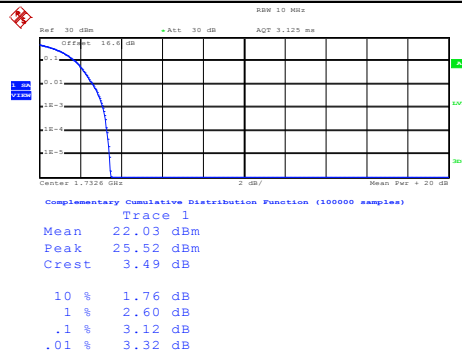 RBW 10 MHz
Ref 30 dBm Att 30 dB AQT 3.125 ms
Offset 16.6 dB
0.1
A
0.01
1 SA
VIEW
1E-3
LV
1E-4
1E-5
3D
Center 1.7326 GHz 2 dB/ Mean Pwr + 20 dB
Complementary Cumulative Distribution Function (100000 samples)
Trace 1
Mean 22.03 dBm
Peak 25.52 dBm
Crest 3.49 dB
10 % 1.76 dB
1 % 2.60 dB
.1 % 3.12 dB
.01 % 3.32 dB